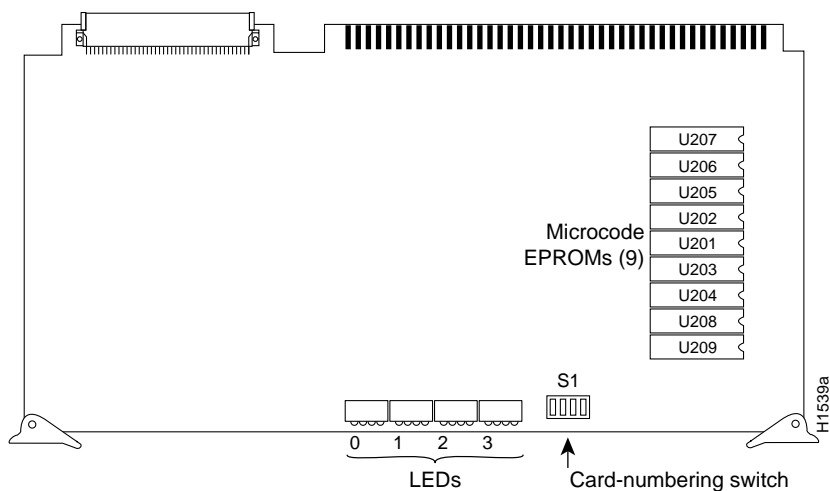 U207
U206
U205
U202
U201
U203
U204
U208
U209
Microcode
EPROMs (9)
S1
0 1 2 3
LEDs
Card-numbering switch
H1539a